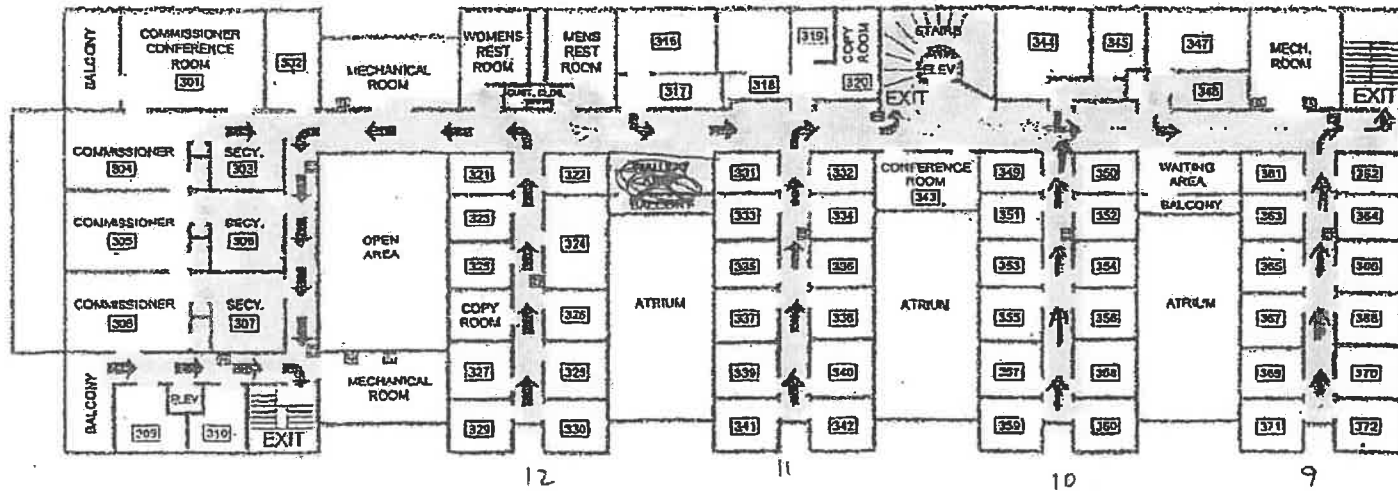 BALCONY
COMMISSIONER
CONFERENCE
ROOM
301
302
MECHANICAL
ROOM
WOMENS
REST
ROOM
MENS
REST
ROOM
316
317
318
319
COPY
ROOM
320
STAIRS
ELEV
EXIT
344
345
347
348
MECH.
ROOM
EXIT
COMMISSIONER
304
SECY.
303
COMMISSIONER
305
SECY.
306
COMMISSIONER
308
SECY.
307
BALCONY
ELEV
309
310
EXIT
OPEN
AREA
MECHANICAL
ROOM
321
323
325
COPY
ROOM
327
329
322
324
326
328
330
BALCONY
ATRIUM
331
333
335
337
339
341
332
334
336
338
340
342
CONFERENCE
ROOM
343
ATRIUM
349
351
353
355
357
359
350
352
354
356
358
360
WAITING
AREA
BALCONY
ATRIUM
361
363
365
367
369
371
362
364
366
368
370
372
12
11
10
9